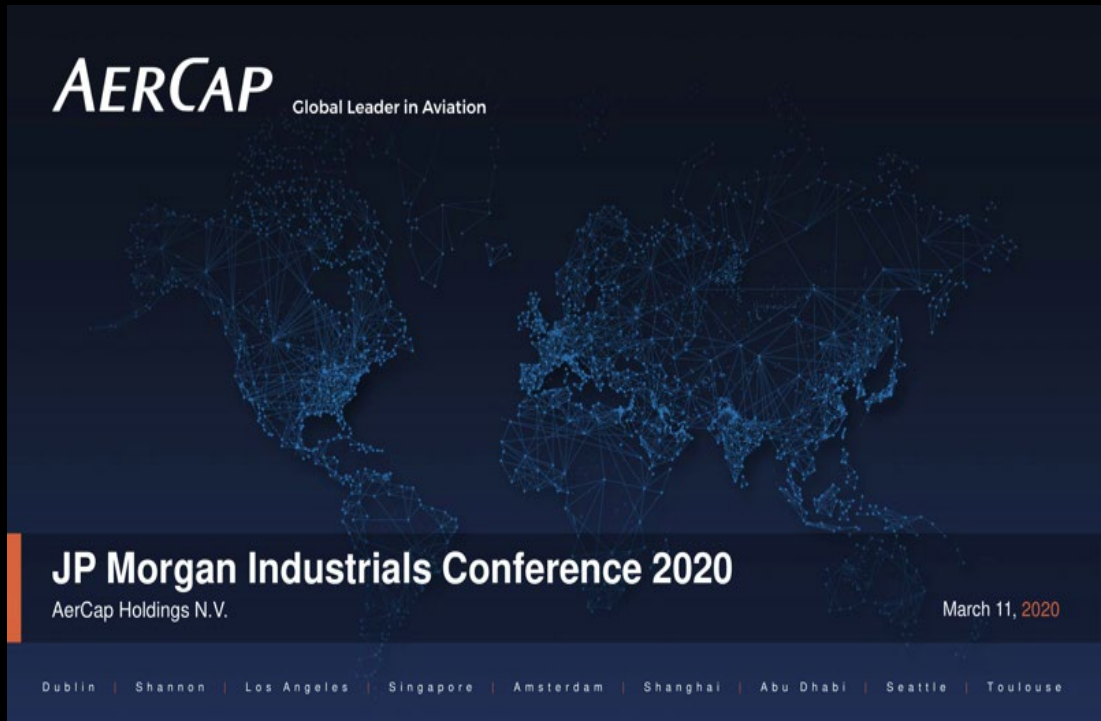 AERCAP Global Leader in Aviation
JP Morgan Industrials Conference 2020
AerCap Holdings N.V. March 11, 2020
Dublin | Shannon | Los Angeles | Singapore | Amsterdam | Shanghai | Abu Dhabi | Seattle | Toulouse